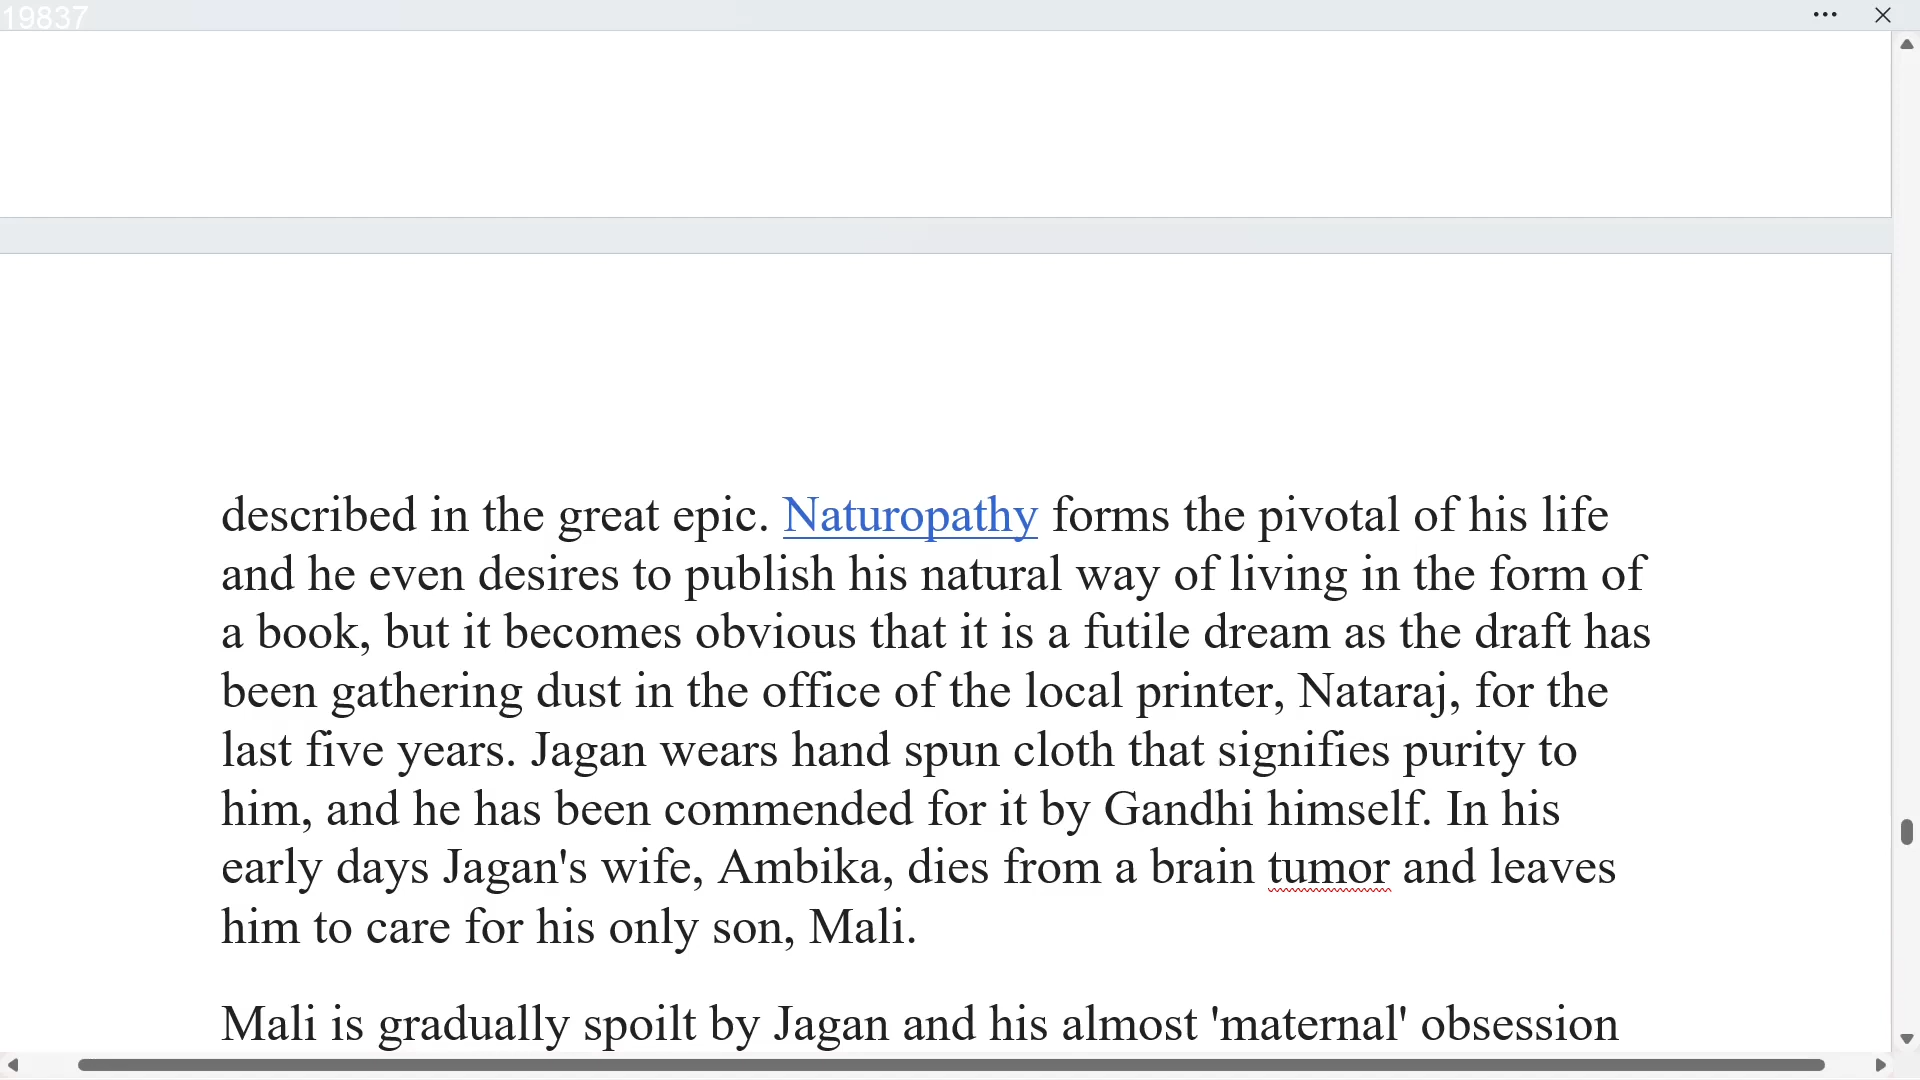 19837
described in the great epic. Naturopathy forms the pivotal of his life
and he even desires to publish his natural way of living in the form of
a book, but it becomes obvious that it is a futile dream as the draft has
been gathering dust in the office of the local printer, Nataraj, for the
last five years. Jagan wears hand spun cloth that signifies purity to
him, and he has been commended for it by Gandhi himself. In his
early days Jagan's wife, Ambika, dies from a brain tumor and leaves
him to care for his only son, Mali.
Mali is gradually spoilt by Jagan and his almost 'maternal' obsession